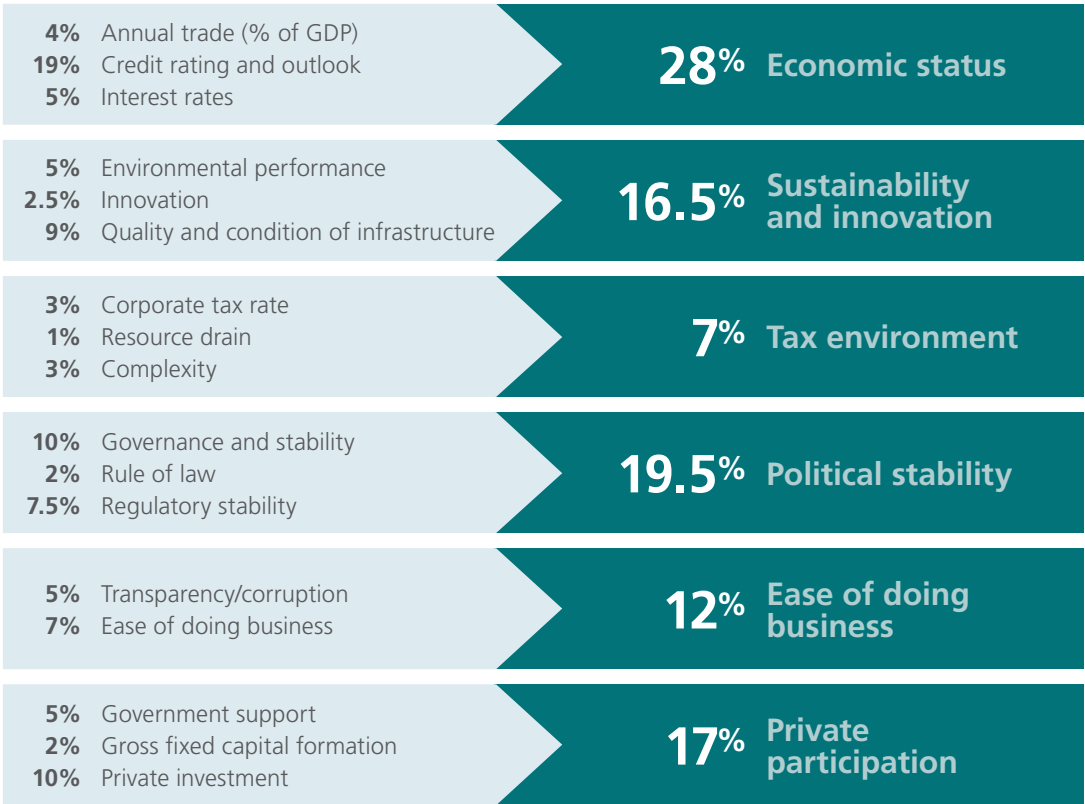 4% Annual trade (% of GDP)
19% Credit rating and outlook
5% Interest rates
28% Economic status
5% Environmental performance
2.5% Innovation
9% Quality and condition of infrastructure
16.5% Sustainability
and innovation
3% Corporate tax rate
1% Resource drain
3% Complexity
7% Tax environment
10% Governance and stability
2% Rule of law
7.5% Regulatory stability
19.5% Political stability
5% Transparency/corruption
7% Ease of doing business
12% Ease of doing
business
5% Government support
2% Gross fixed capital formation
10% Private investment
17% Private
participation